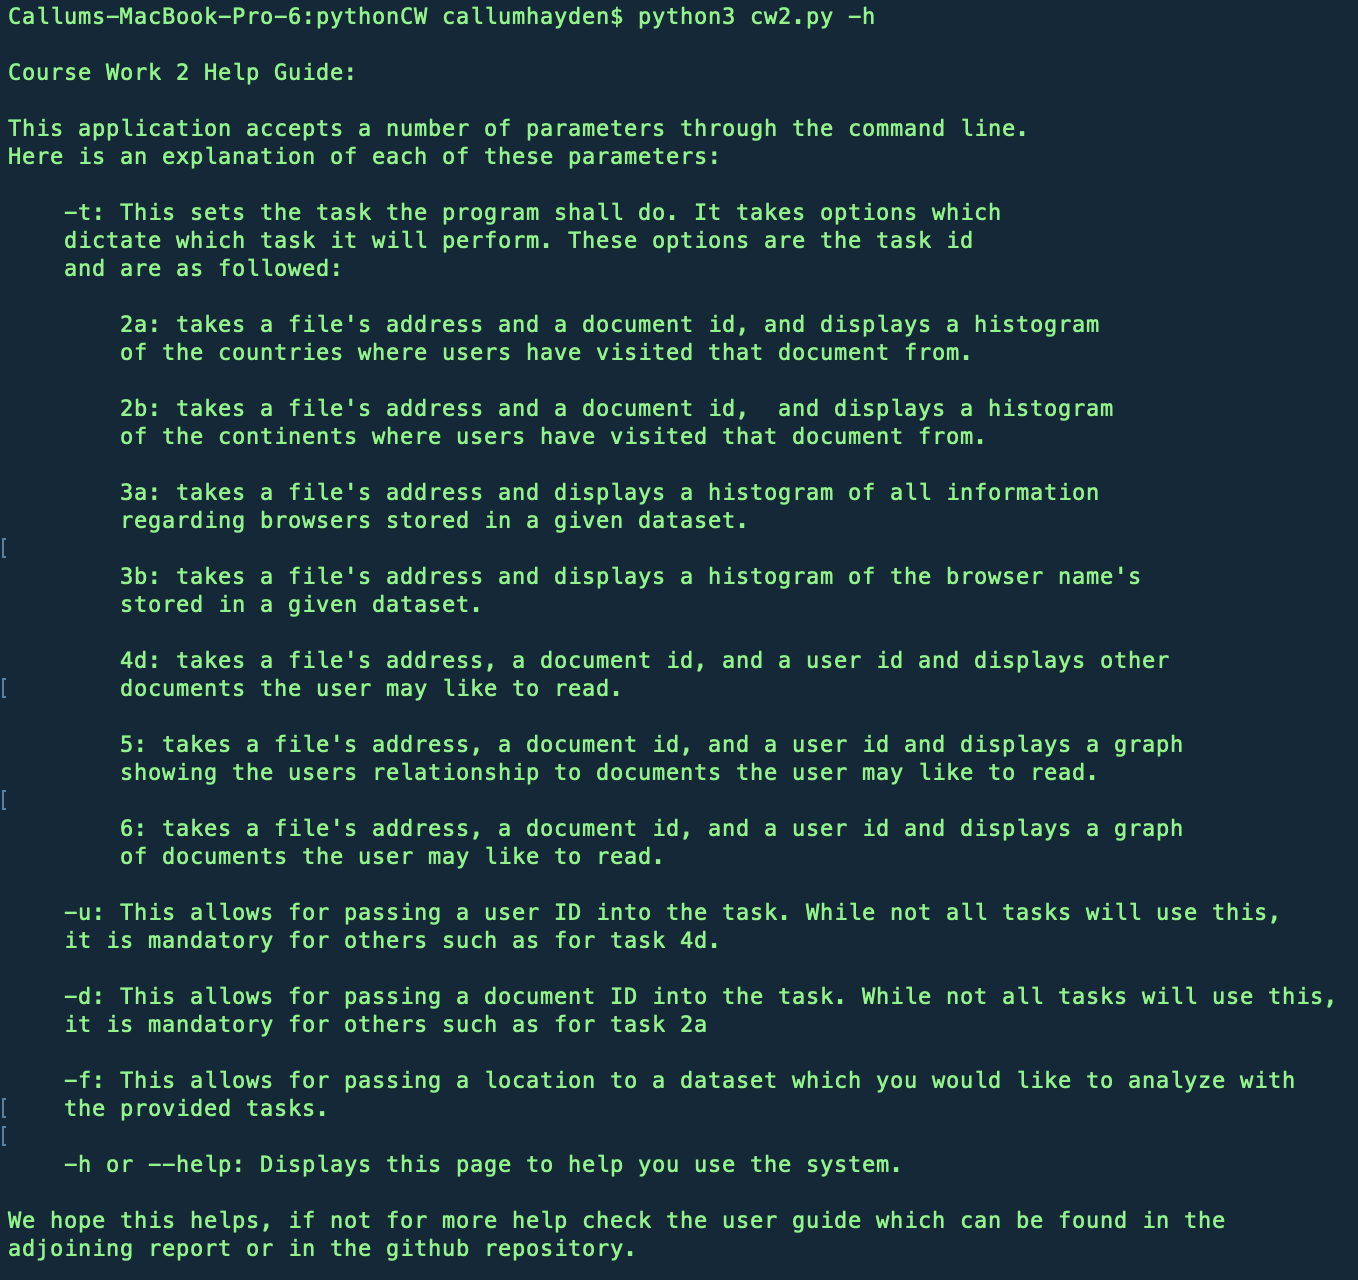 Callums-MacBook-Pro-6:pythonCW callumhayden$ python3 cw2.py -h
Course Work 2 Help Guide:
This application accepts a number of parameters through the command line.
Here is an explanation of each of these parameters:
-t: This sets the task the program shall do. It takes options which
dictate which task it will perform. These options are the task id
and are as followed:
2a: takes a file's address and a document id, and displays a histogram
of the countries where users have visited that document from.
2b: takes a file's address and a document id,  and displays a histogram
of the continents where users have visited that document from.
3a: takes a file's address and displays a histogram of all information
regarding browsers stored in a given dataset.
[
3b: takes a file's address and displays a histogram of the browser name's
stored in a given dataset.
4d: takes a file's address, a document id, and a user id and displays other
[ documents the user may like to read.
5: takes a file's address, a document id, and a user id and displays a graph
showing the users relationship to documents the user may like to read.
[
6: takes a file's address, a document id, and a user id and displays a graph
of documents the user may like to read.
-u: This allows for passing a user ID into the task. While not all tasks will use this,
it is mandatory for others such as for task 4d.
-d: This allows for passing a document ID into the task. While not all tasks will use this,
it is mandatory for others such as for task 2a
-f: This allows for passing a location to a dataset which you would like to analyze with
[ the provided tasks.
[
-h or --help: Displays this page to help you use the system.
We hope this helps, if not for more help check the user guide which can be found in the
adjoining report or in the github repository.